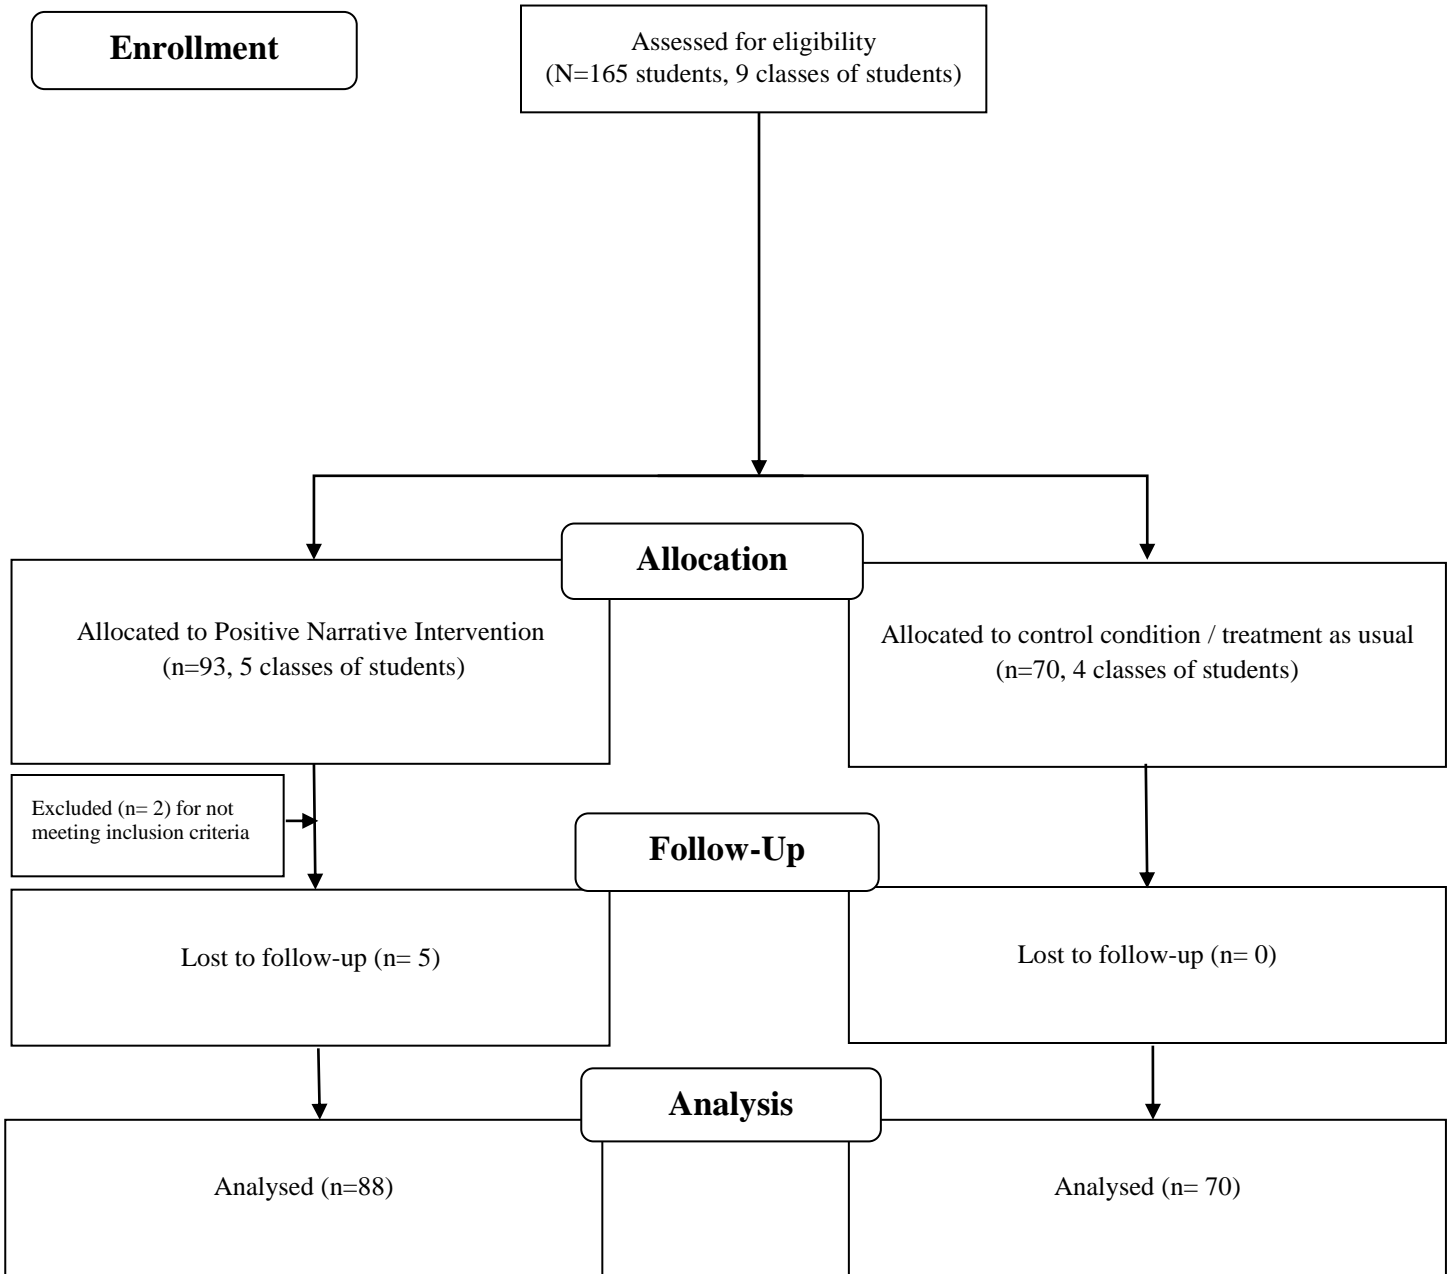 Enrollment
Assessed for eligibility
(N=165 students, 9 classes of students)
Allocation
Allocated to Positive Narrative Intervention
(n=93, 5 classes of students)
Allocated to control condition / treatment as usual
(n=70, 4 classes of students)
Excluded (n= 2) for not
meeting inclusion criteria
Follow-Up
Lost to follow-up (n= 5)
Lost to follow-up (n= 0)
Analysis
Analysed (n=88)
Analysed (n= 70)